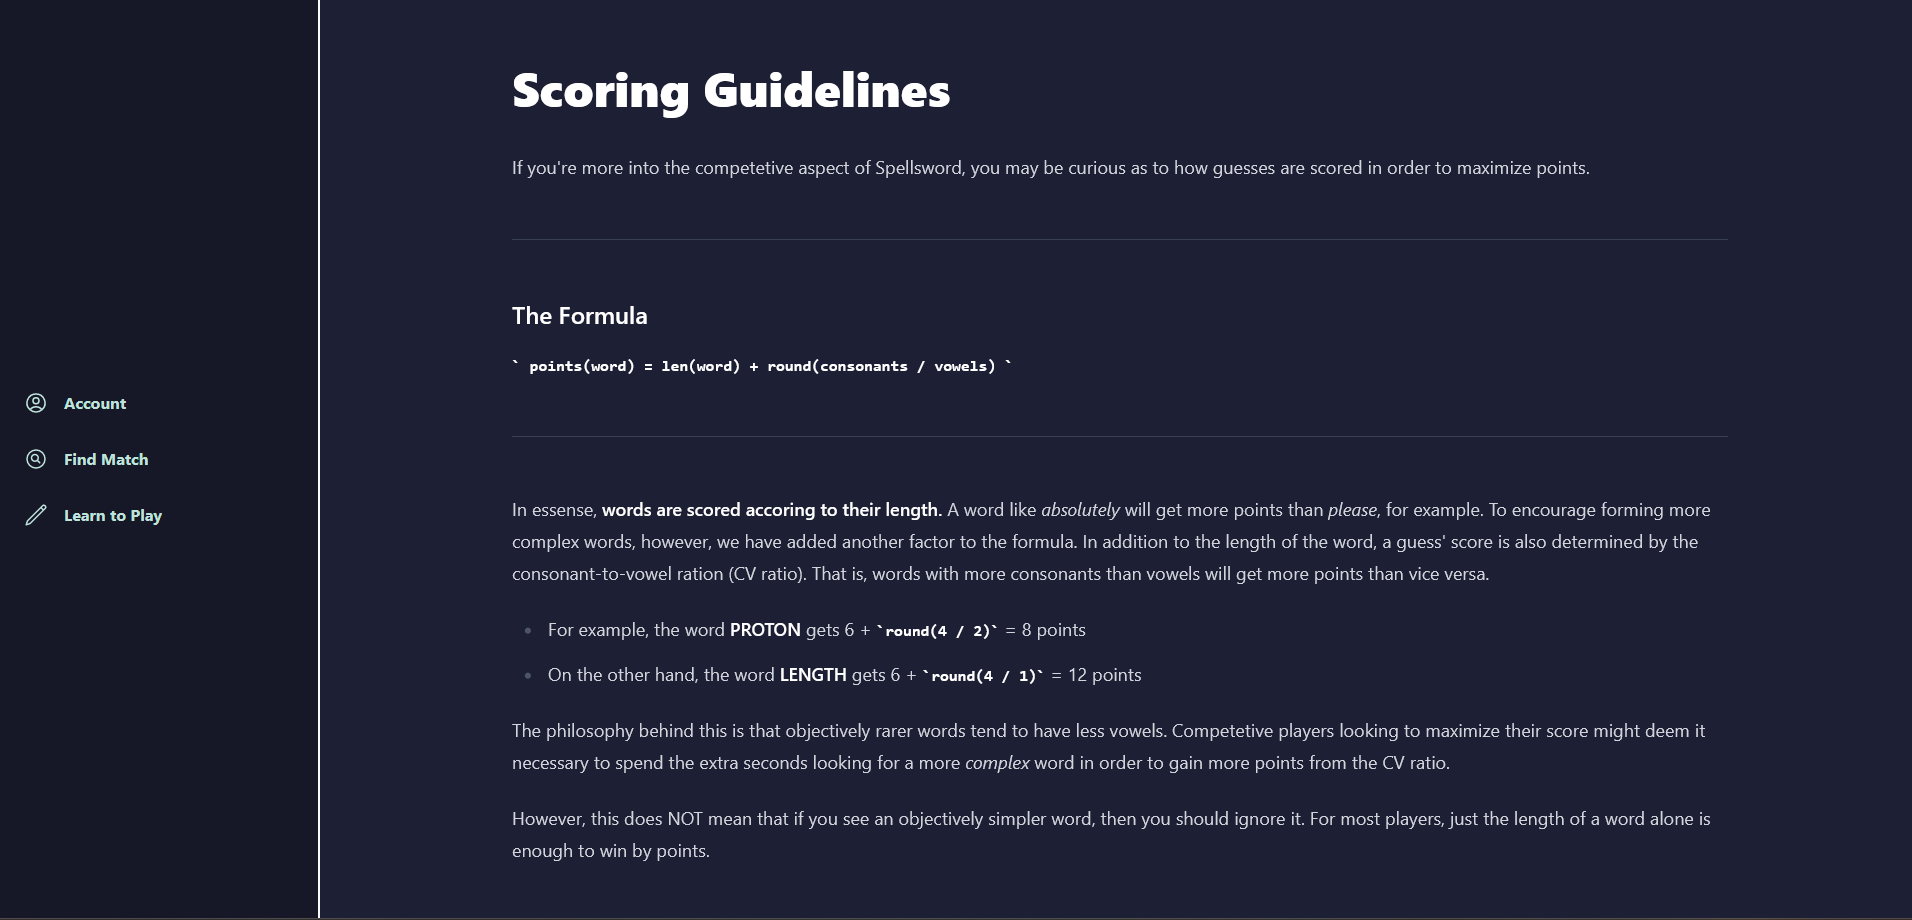 Account
Find Match
Learn to Play
Scoring Guidelines
If you're more into the competetive aspect of Spellsword, you may be curious as to how guesses are scored in order to maximize points.
The Formula
` points(word) = len(word) + round(consonants / vowels) `
In essense, words are scored accoring to their length. A word like absolutely will get more points than please, for example. To encourage forming more
complex words, however, we have added another factor to the formula. In addition to the length of the word, a guess' score is also determined by the
consonant-to-vowel ration (CV ratio). That is, words with more consonants than vowels will get more points than vice versa.
• For example, the word PROTON gets 6 + `round(4 / 2)` = 8 points
• On the other hand, the word LENGTH gets 6 + `round(4 / 1)` = 12 points
The philosophy behind this is that objectively rarer words tend to have less vowels. Competetive players looking to maximize their score might deem it
necessary to spend the extra seconds looking for a more complex word in order to gain more points from the CV ratio.
However, this does NOT mean that if you see an objectively simpler word, then you should ignore it. For most players, just the length of a word alone is
enough to win by points.